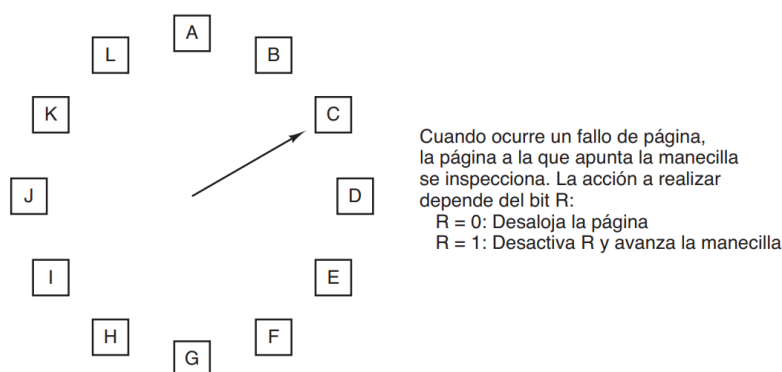 A
L
B
K
C
J
D
I
E
H
F
G
Cuando ocurre un fallo de página,
la página a la que apunta la manecilla
se inspecciona. La acción a realizar
depende del bit R:
R = 0: Desaloja la página
R = 1: Desactiva R y avanza la manecilla